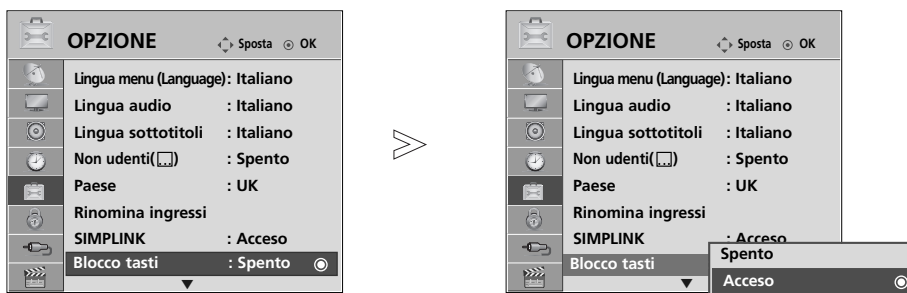 OPZIONE Sposta OK
Lingua menu (Language) : Italiano
Lingua audio : Italiano
Lingua sottotitoli : Italiano
Non udenti( ) : Spento
Paese : UK
Rinomina ingressi
SIMPLINK : Acceso
Blocco tasti : Spento
OPZIONE Sposta OK
Lingua menu (Language) : Italiano
Lingua audio : Italiano
Lingua sottotitoli : Italiano
Non udenti( ) : Spento
Paese : UK
Rinomina ingressi
SIMPLINK : Acceso
Blocco tasti
Spento
Acceso